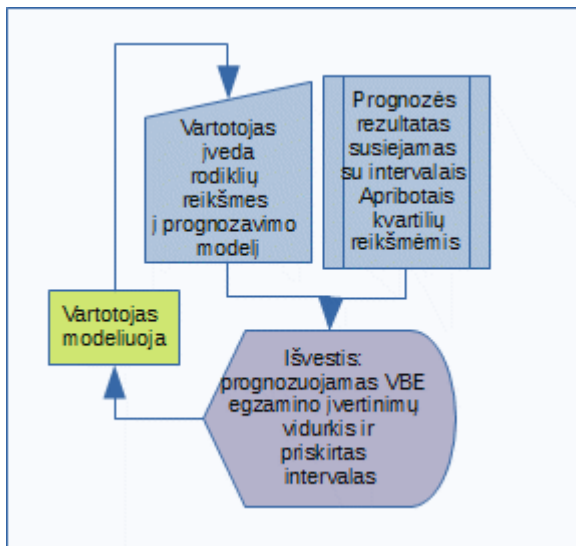 Vartotojas
įveda
rodiklių
reikšmes
į prognozavimo
modelį
Prognozės
rezultatas
susiejamas
su intervalais
Apribotais
kvartilių
reikšmėmis
Vartotojas
modeliuoja
Išvestis:
prognozuojamas VBE
egzamino įvertinimų
vidurkis ir
priskirtas
intervalas